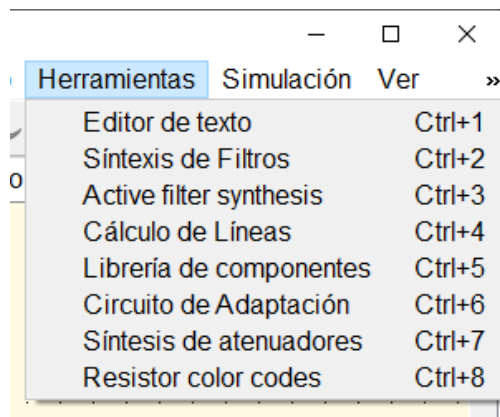 Herramientas Simulación Ver »
Editor de texto Ctrl+1
Síntexis de Filtros Ctrl+2
Active filter synthesis Ctrl+3
Cálculo de Líneas Ctrl+4
Librería de componentes Ctrl+5
Circuito de Adaptación Ctrl+6
Síntesis de atenuadores Ctrl+7
Resistor color codes Ctrl+8